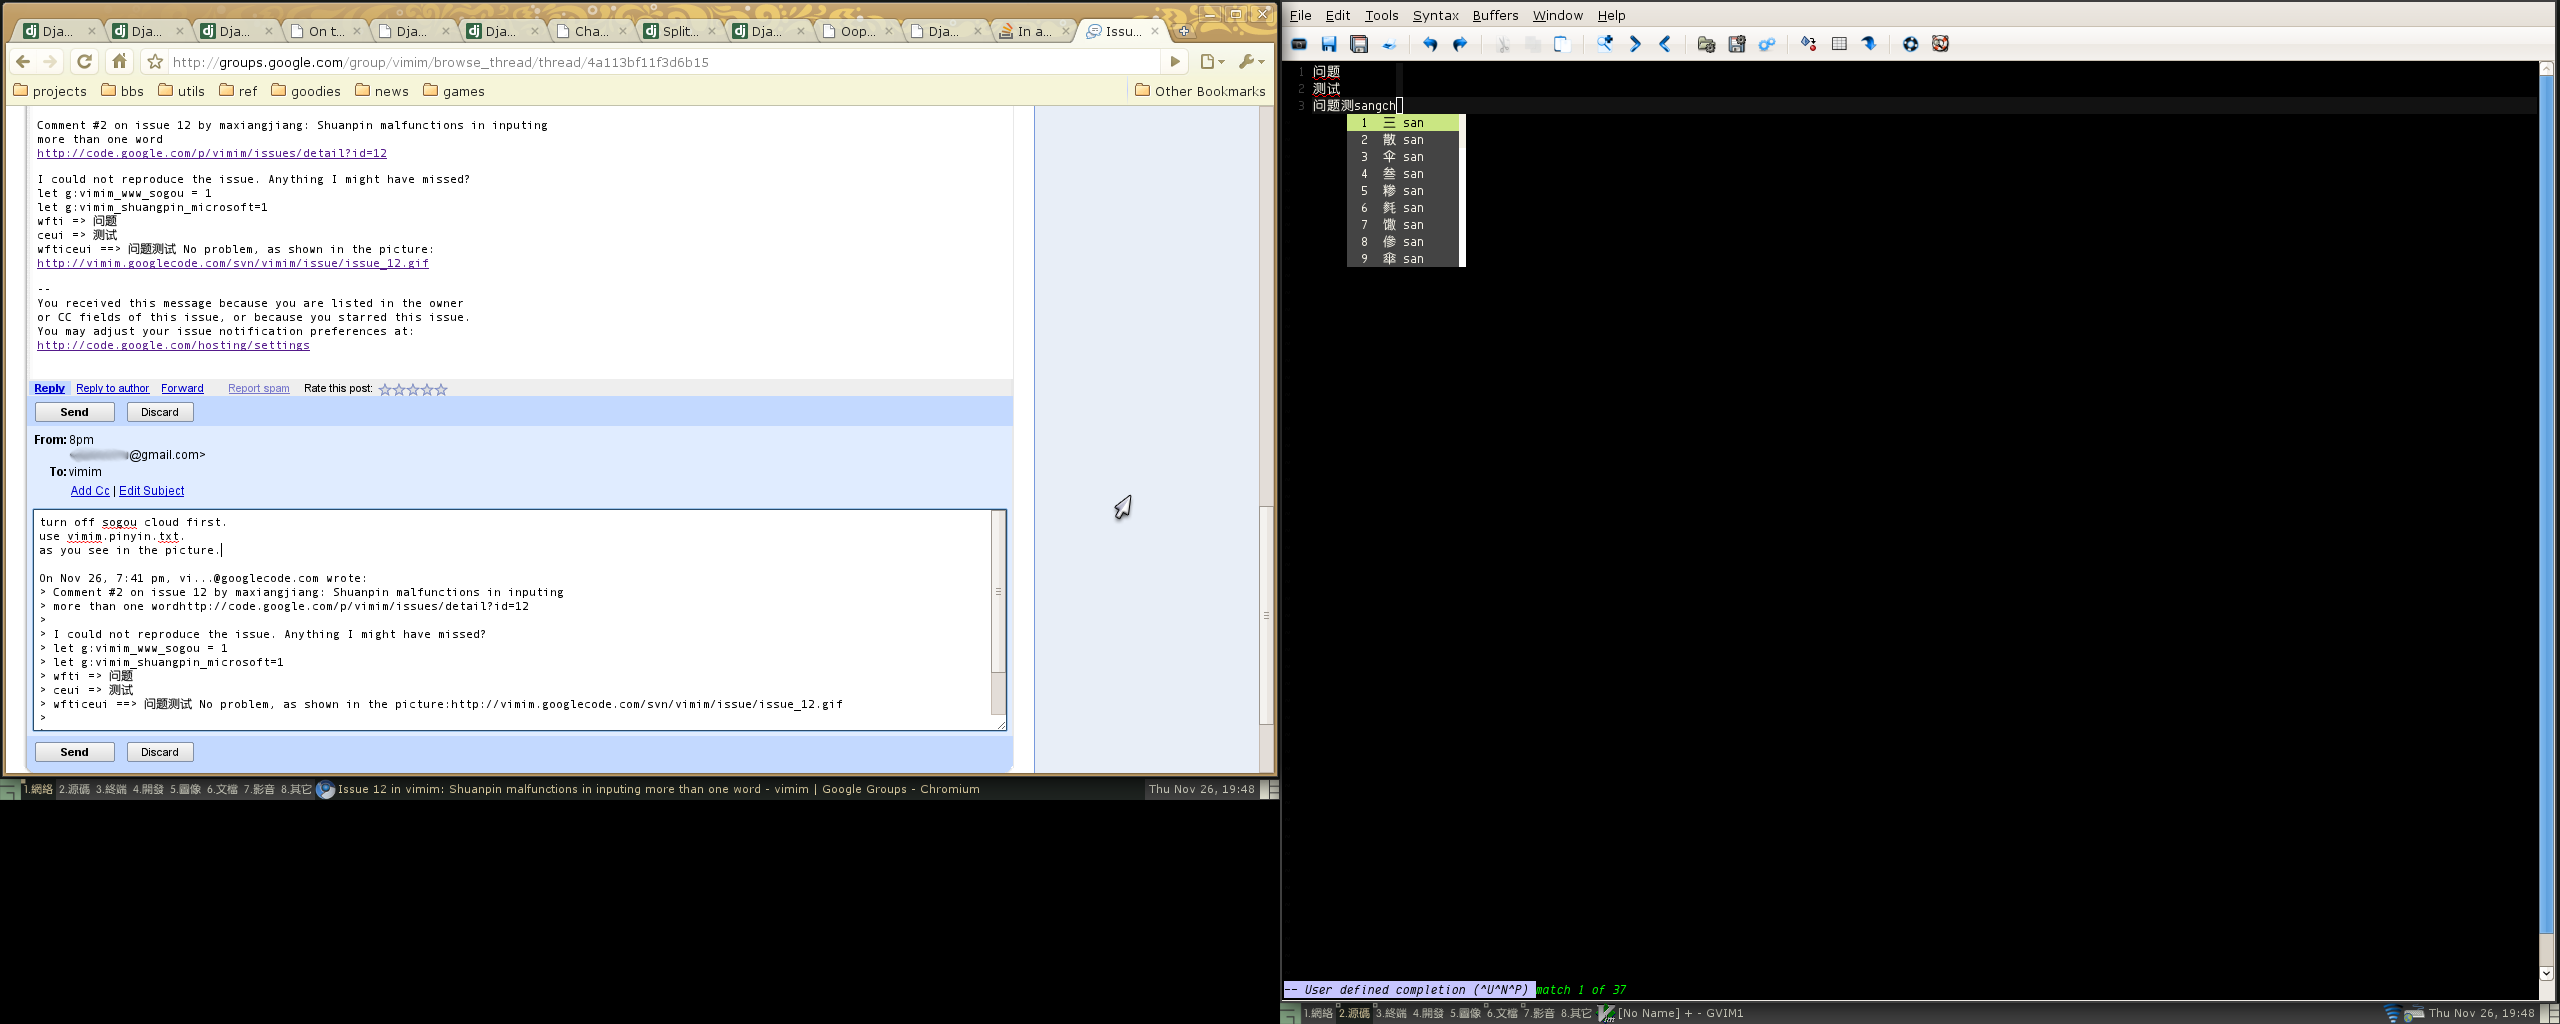 Dja...
Dja...
Dja...
On t...
Dja...
Dja...
Cha...
Split...
Dja...
Oop...
Dja...
In a...
Issu...
http://groups.google.com/group/vimim/browse_thread/thread/4a113bf11f3d6b15
projects bbs utils ref goodies news games Other Bookmarks
Comment #2 on issue 12 by maxiangjiang: Shuanpin malfunctions in inputing
more than one word
http://code.google.com/p/vimim/issues/detail?id=12
I could not reproduce the issue. Anything I might have missed?
let g:vimim_www_sogou = 1
let g:vimim_shuangpin_microsoft=1
wfti => 问题
ceui => 测试
wfticeui ==> 问题测试 No problem, as shown in the picture:
http://vimim.googlecode.com/svn/vimim/issue/issue_12.gif
--
You received this message because you are listed in the owner
or CC fields of this issue, or because you starred this issue.
You may adjust your issue notification preferences at:
http://code.google.com/hosting/settings
Reply Reply to author Forward Report spam Rate this post:
Send Discard
From: 8pm
@gmail.com>
To: vimim
Add Cc | Edit Subject
turn off sogou cloud first.
use vimim.pinyin.txt.
as you see in the picture.
On Nov 26, 7:41 pm, vi...@googlecode.com wrote:
> Comment #2 on issue 12 by maxiangjiang: Shuanpin malfunctions in inputing
> more than one wordhttp://code.google.com/p/vimim/issues/detail?id=12
>
> I could not reproduce the issue. Anything I might have missed?
> let g:vimim_www_sogou = 1
> let g:vimim_shuangpin_microsoft=1
> wfti => 问题
> ceui => 测试
> wfticeui ==> 问题测试 No problem, as shown in the picture:http://vimim.googlecode.com/svn/vimim/issue/issue_12.gif
>
Send Discard
1.網絡 2.源碼 3.終端 4.開發 5.圖像 6.文檔 7.影音 8.其它 Issue 12 in vimim: Shuanpin malfunctions in inputing more than one word - vimim | Google Groups - Chromium Thu Nov 26, 19:48
File Edit Tools Syntax Buffers Window Help
1 问题
2 测试
3 问题测sangch
1 三 san
2 散 san
3 伞 san
4 叁 san
5 糁 san
6 毵 san
7 馓 san
8 俢 san
9 傘 san
-- User defined completion (^U^N^P) match 1 of 37
1.網絡 2.源碼 3.終端 4.開發 5.圖像 6.文檔 7.影音 8.其它 [No Name] + - GVIM1 Thu Nov 26, 19:48